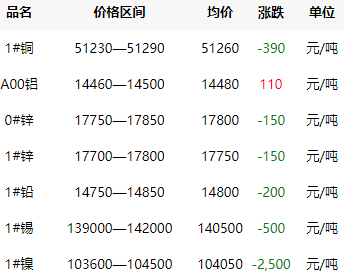 品名 价格区间 均价 涨跌 单位
1#铜 51230—51290 51260 -390 元/吨
A00铝 14460—14500 14480 110 元/吨
0#锌 17750—17850 17800 -150 元/吨
1#锌 17700—17800 17750 -150 元/吨
1#铅 14750—14850 14800 -200 元/吨
1#锡 139000—142000 140500 -500 元/吨
1#镍 103600—104500 104050 -2,500 元/吨